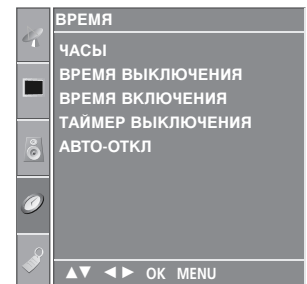 ВРЕМЯ
ЧАСЫ
ВРЕМЯ ВЫКЛЮЧЕНИЯ
ВРЕМЯ ВКЛЮЧЕНИЯ
ТАЙМЕР ВЫКЛЮЧЕНИЯ
АВТО-ОТКЛ
▲▼ ◄► OK MENU